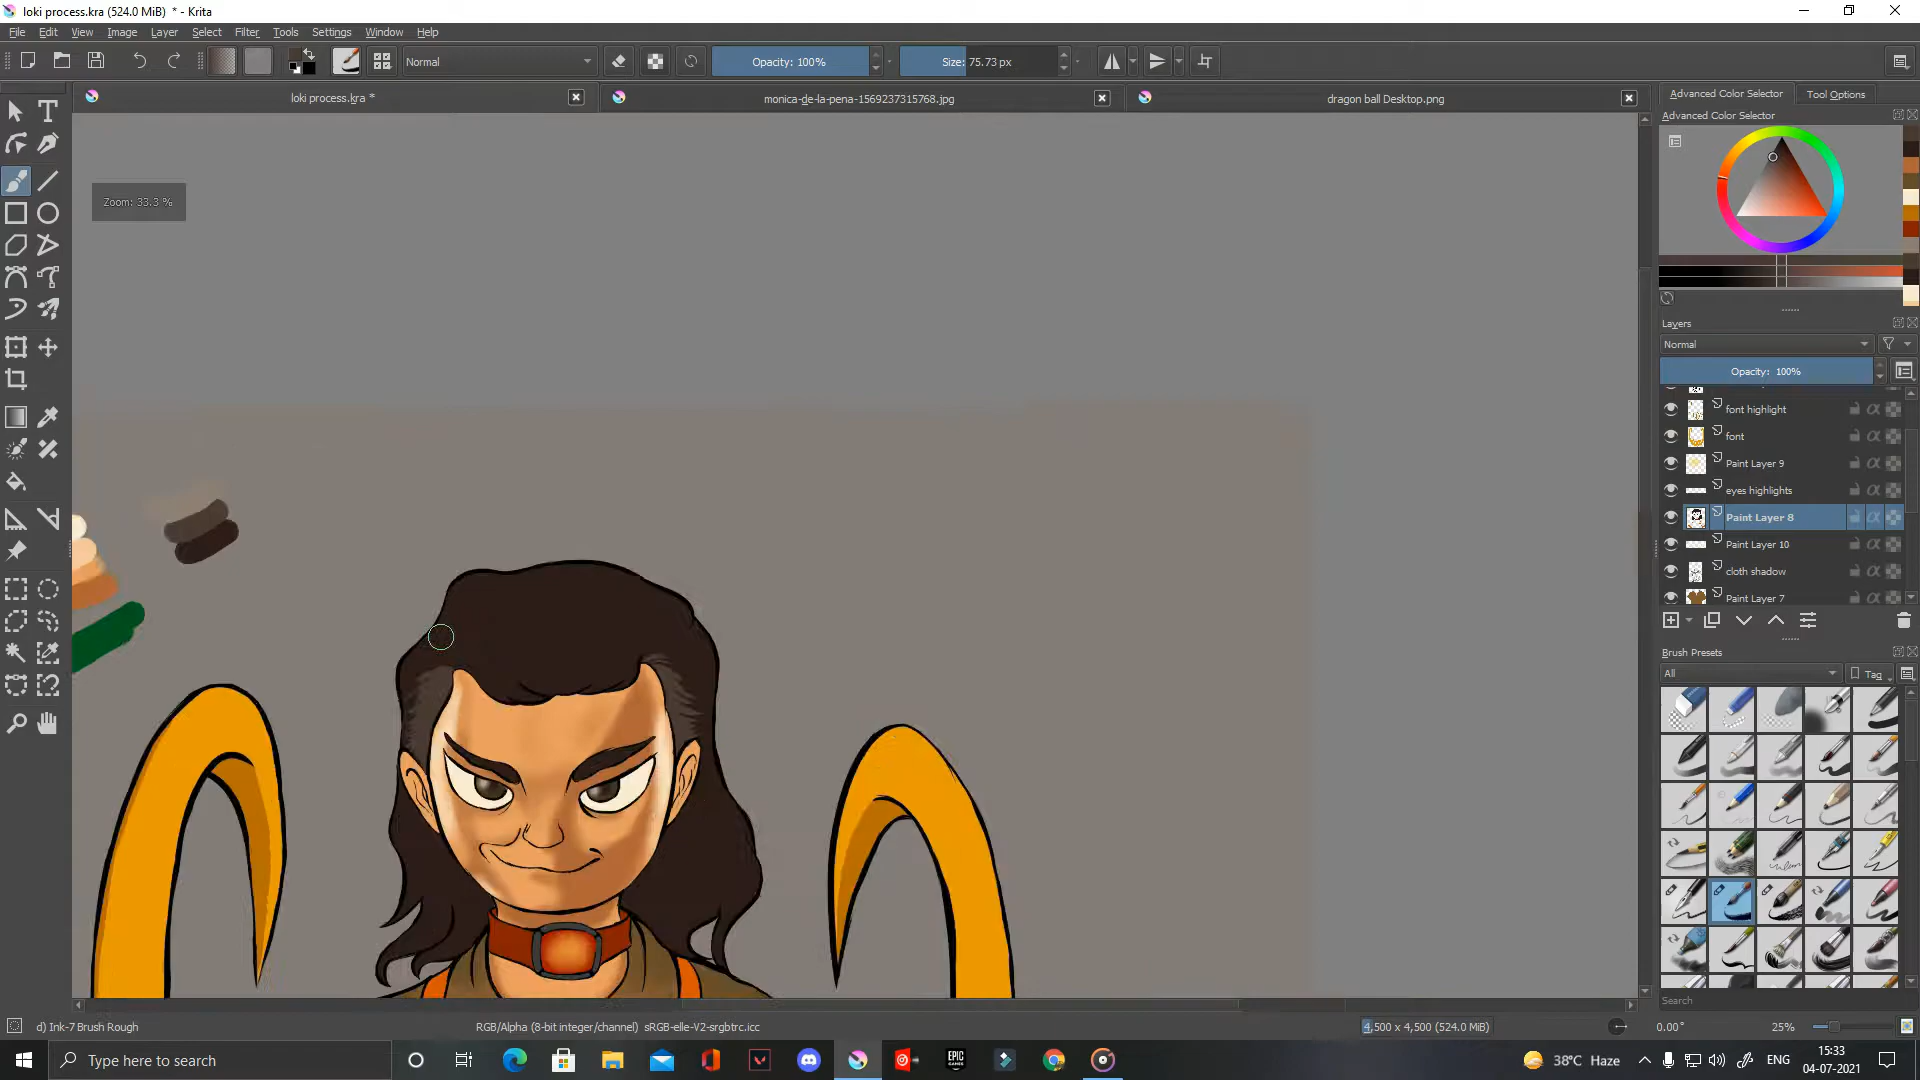 loki process.kra (524.0 MiB) * - Krita
File Edit View Image Layer Select Filter Tools Settings Window Help
Normal
Opacity: 100%
Size: 75.73 px
loki process.kra *
monica-de-la-pena-1569237315768.jpg
dragon ball Desktop.png
Advanced Color Selector
Tool Options
Advanced Color Selector
Zoom: 33.3 %
Layers
Normal
Opacity: 100%
font highlight
font
Paint Layer 9
eyes highlights
Paint Layer 8
Paint Layer 10
cloth shadow
Paint Layer 7
Brush Presets
All
Tag
Search
d) Ink-7 Brush Rough
RGB/Alpha (8-bit integer/channel) sRGB-elle-V2-srgbtrc.icc
4,500 x 4,500 (524.0 MiB)
0.00°
25%
Type here to search
EPIC GAMES
38°C Haze
ENG
15:33
04-07-2021